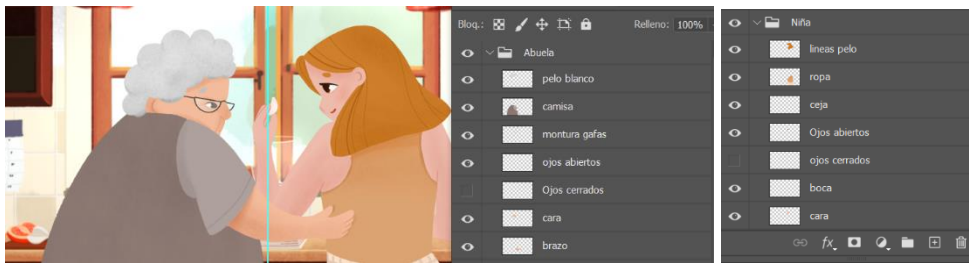 Bloq.: Relleno: 100%
Abuela
pelo blanco
camisa
montura gafas
ojos abiertos
Ojos cerrados
cara
brazo
Niña
lineas pelo
ropa
ceja
Ojos abiertos
ojos cerrados
boca
cara
fx